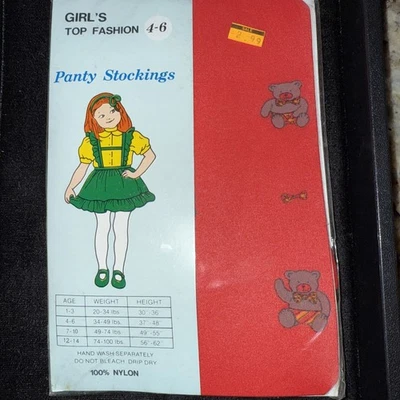 GIRL'S
TOP FASHION 4-6
SALE
Panty Stockings
AGE WEIGHT HEIGHT
1-3 20-34 lbs. 30"-36"
4-6 34-49 lbs. 37"-48"
7-10 49-74 lbs. 49"-55"
12-14 74-100 lbs. 56"-62"
HAND WASH SEPARATELY
DO NOT BLEACH DRIP DRY
100% NYLON